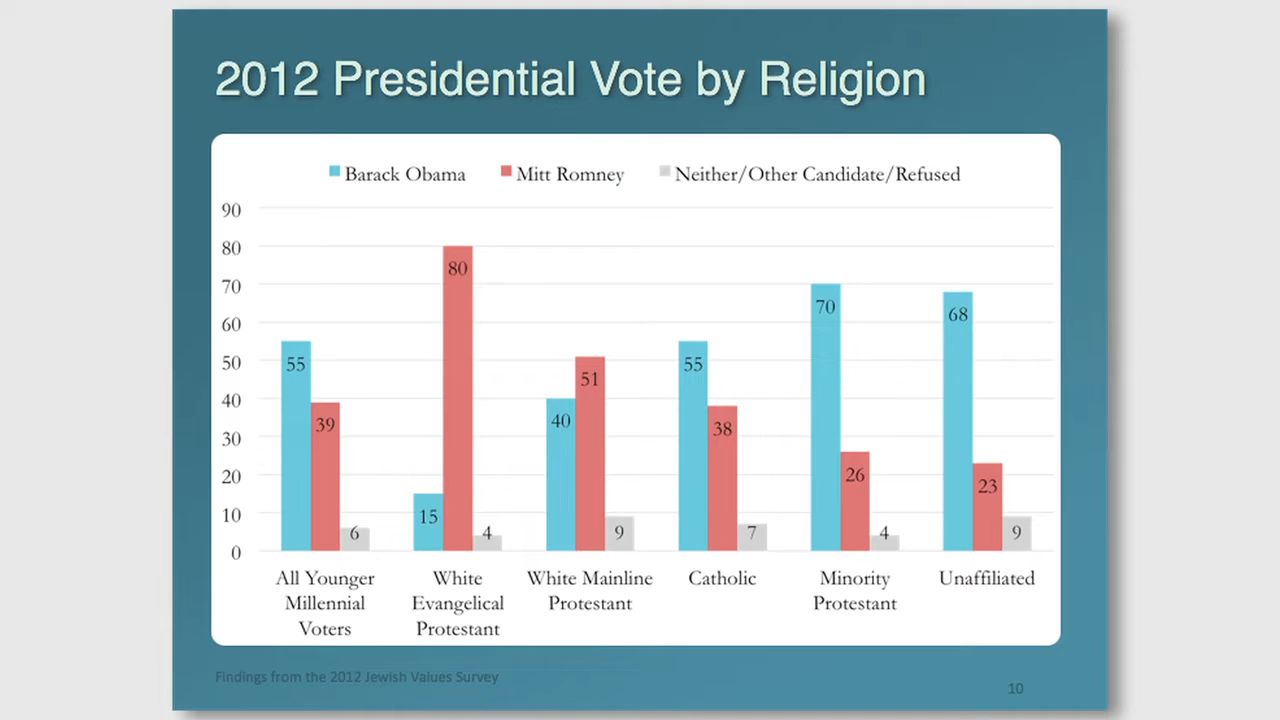 2012 Presidential Vote by Religion
Barack Obama Mitt Romney Neither/Other Candidate/Refused
90
80
70
60
50
40
30
20
10
0
55 39 6
15 80 4
40 51 9
55 38 7
70 26 4
68 23 9
All Younger
Millennial
Voters
White
Evangelical
Protestant
White Mainline
Protestant
Catholic
Minority
Protestant
Unaffiliated
Findings from the 2012 Jewish Values Survey
10